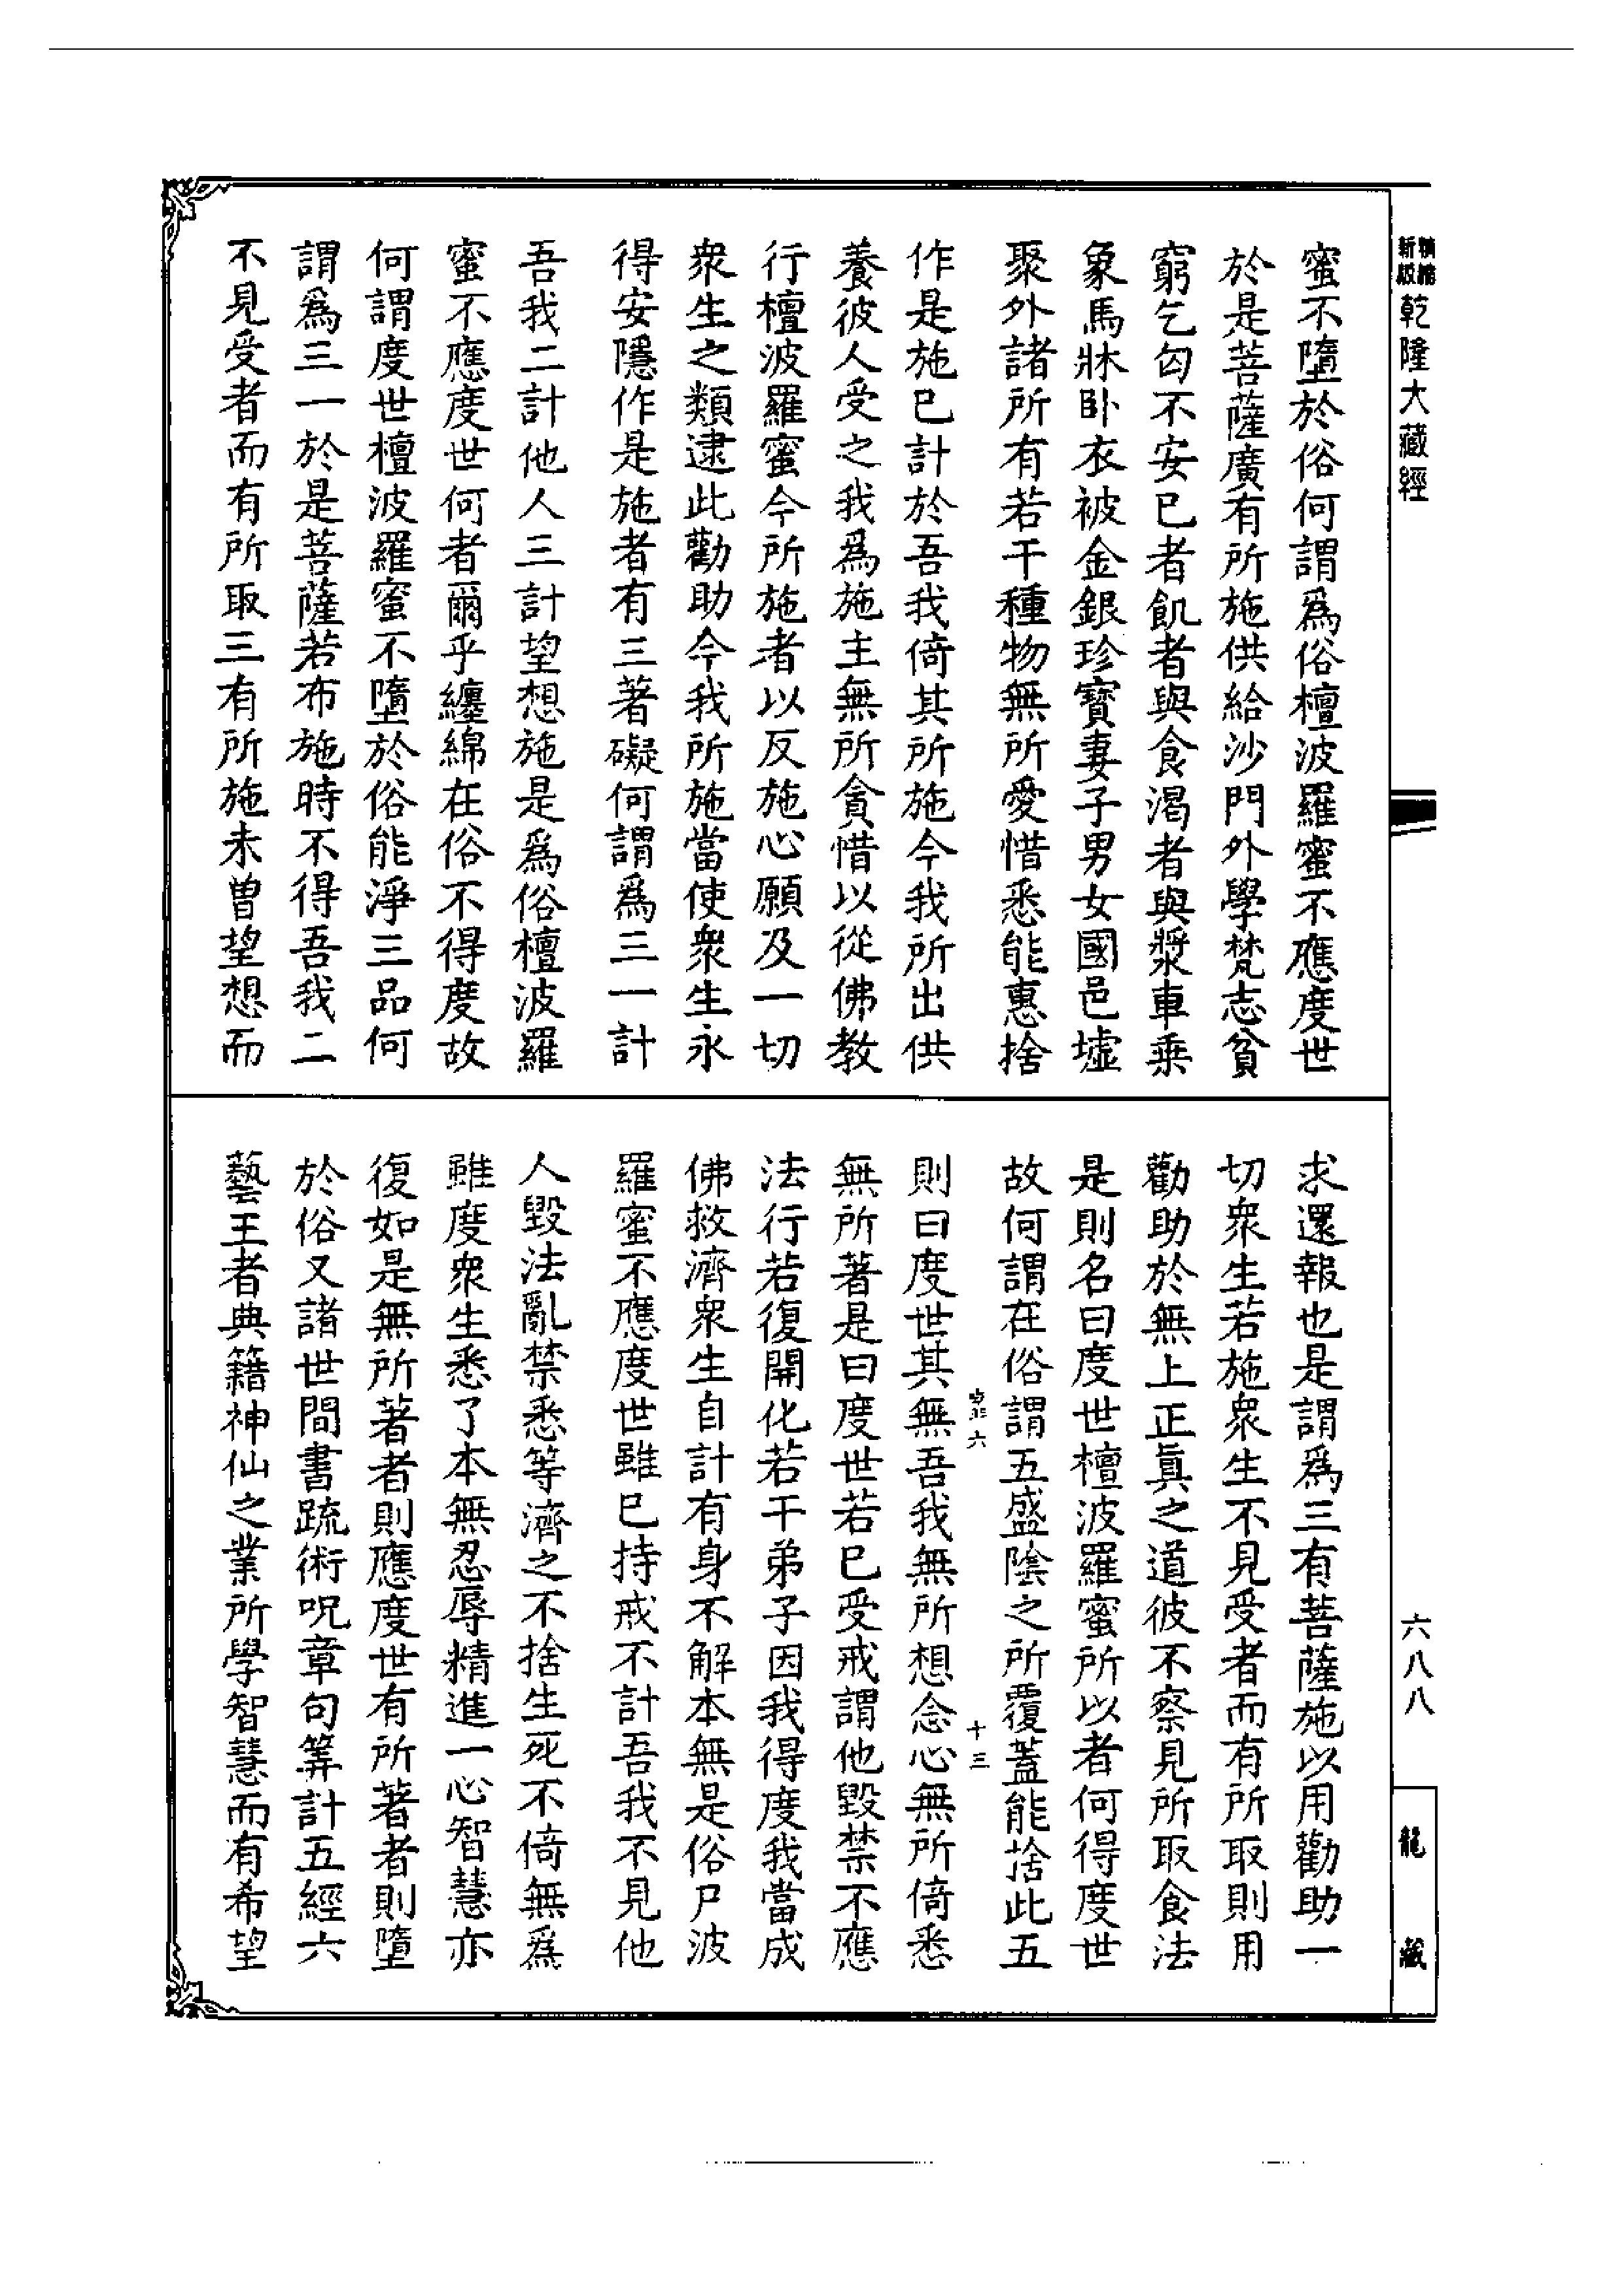 新版
精縮
乾隆大藏經
六八八
龍藏
蜜不墮於俗何謂為俗檀波羅蜜不應度世
於是菩薩廣有所施供給沙門外學梵志貧
窮乞匃不安已者飢者與食渴者與漿車乗
象馬牀卧衣被金銀珍寶妻子男女國邑墟
聚外諸所有若干種物無所愛惜悉能惠捨
作是施已計於吾我倚其所施今我所出供
養彼人受之我為施主無所貪惜以從佛教
行檀波羅蜜今所施者以反施心願及一切
衆生之類逮此勸助今我所施當使衆生永
得安隱作是施者有三著礙何謂為三一計
吾我二計他人三計望想施是為俗檀波羅
蜜不應度世何者爾乎纏綿在俗不得度故
何謂度世檀波羅蜜不墮於俗能淨三品何
謂為三一於是菩薩若布施時不得吾我二
不見受者而有所取三有所施未曽望想而
求還報也是謂為三有菩薩施以用勸助一
切衆生若施衆生不見受者而有所取則用
勸助於無上正真之道彼不察見所取食法
是則名曰度世檀波羅蜜所以者何得度世
故何謂在俗謂五盛陰之所覆蓋能捨此五
則曰度世其無吾我無所想念心無所倚悉
六 十三
無所著是曰度世若已受戒謂他毀禁不應
法行若復開化若干弟子因我得度我當成
佛救濟衆生自計有身不解本無是俗尸波
羅蜜不應度世雖已持戒不計吾我不見他
人毀法亂禁悉等濟之不捨生死不倚無為
雖度衆生悉了本無忍辱精進一心智慧亦
復如是無所著者則應度世有所著者則墮
於俗又諸世間書䟽術呪章句筭計五經六
藝王者典籍神仙之業所學智慧而有希望